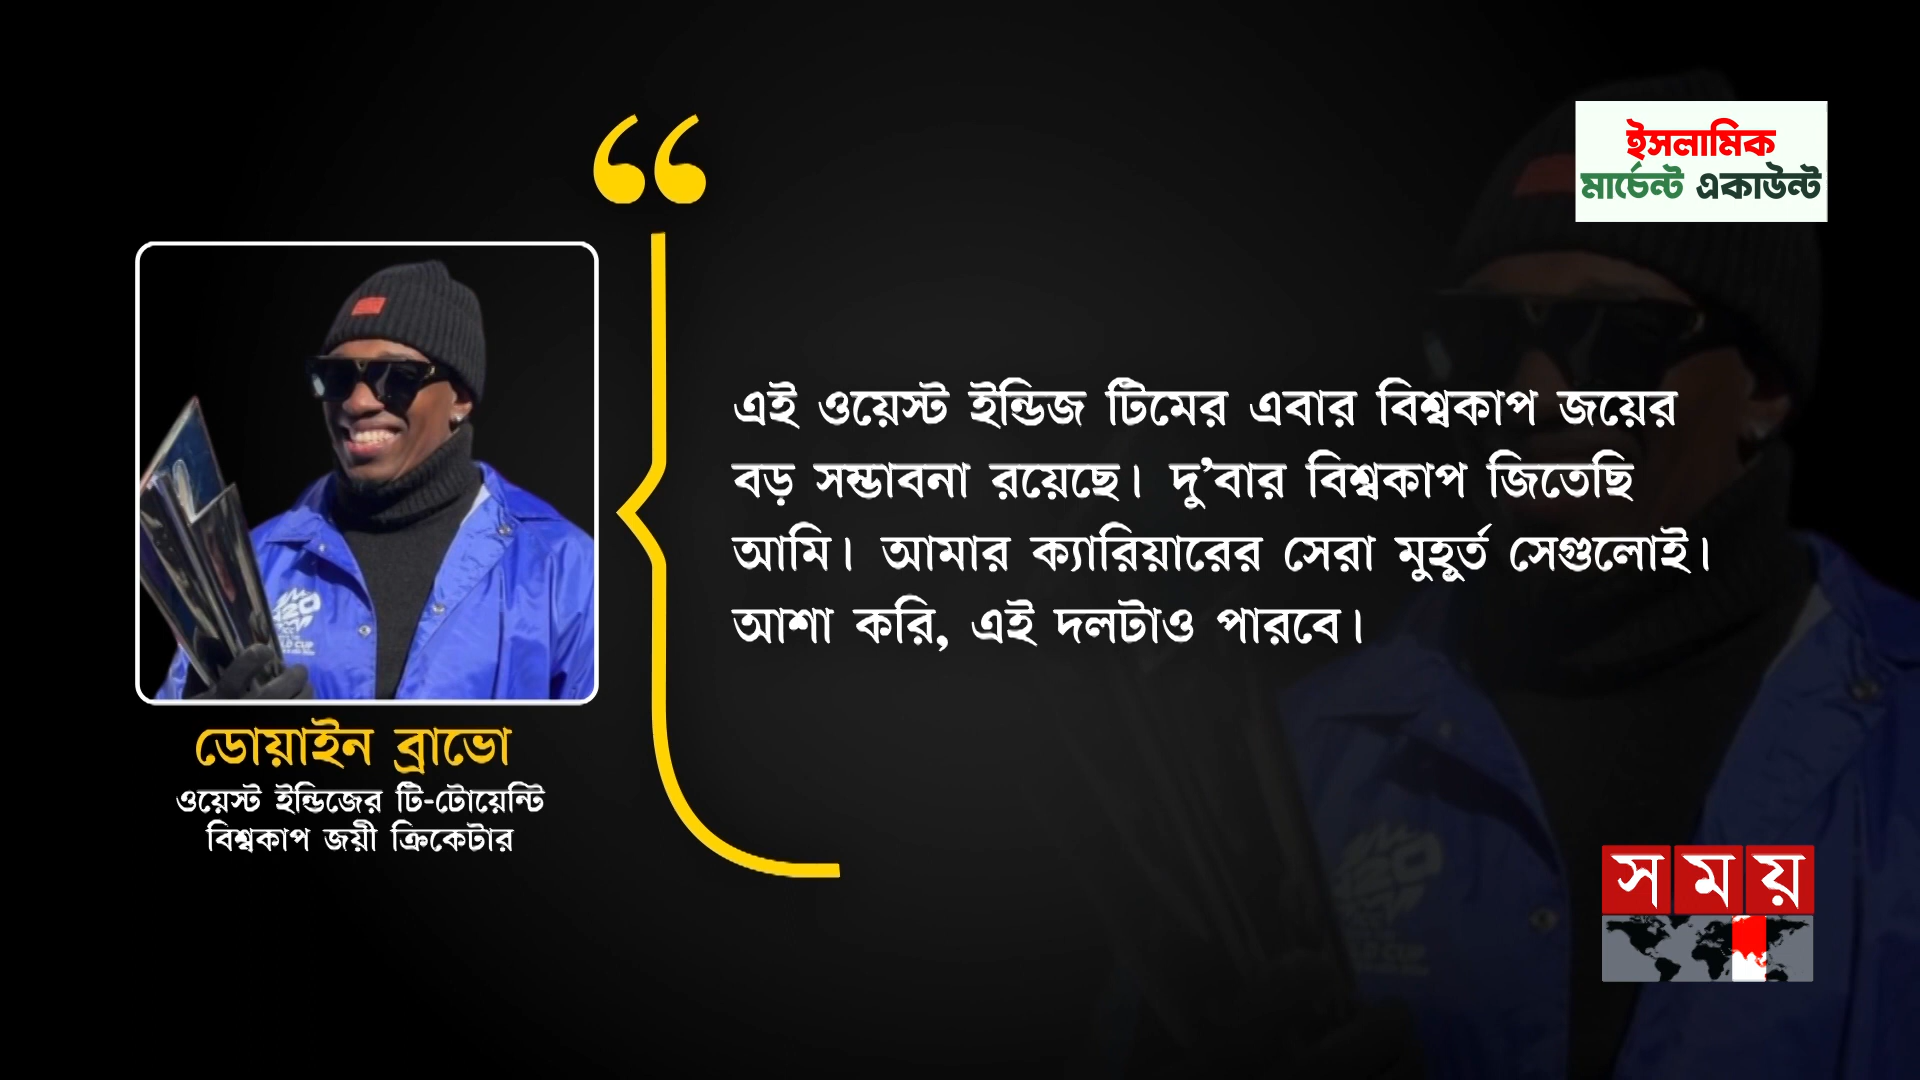 ইসলামিক
মার্চেন্ট একাউন্ট
“
এই ওয়েস্ট ইন্ডিজ টিমের এবার বিশ্বকাপ জয়ের
বড় সম্ভাবনা রয়েছে। দু’বার বিশ্বকাপ জিতেছি
আমি। আমার ক্যারিয়ারের সেরা মুহূর্ত সেগুলোই।
আশা করি, এই দলটাও পারবে।
ডোয়াইন ব্রাভো
ওয়েস্ট ইন্ডিজের টি-টোয়েন্টি
বিশ্বকাপ জয়ী ক্রিকেটার
সময়